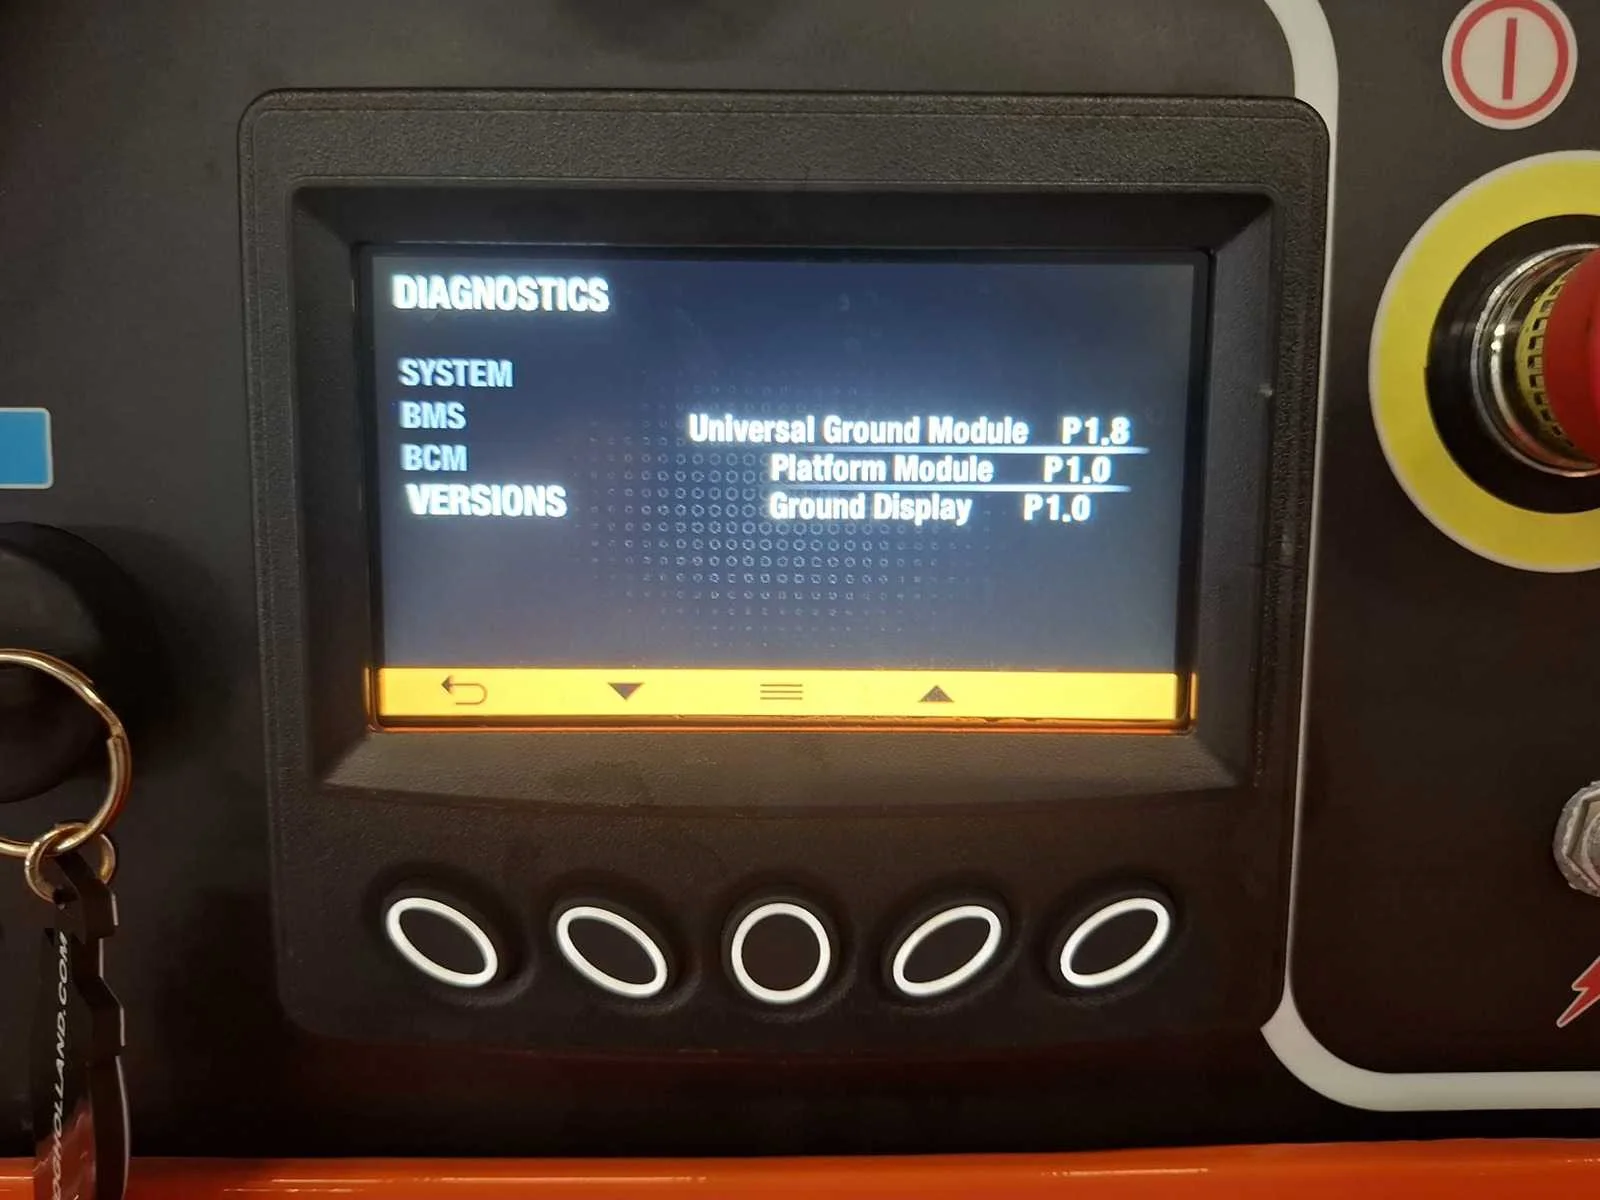 DIAGNOSTICS
SYSTEM
BMS
BCM
VERSIONS
Universal Ground Module P1.8
Platform Module P1.0
Ground Display P1.0